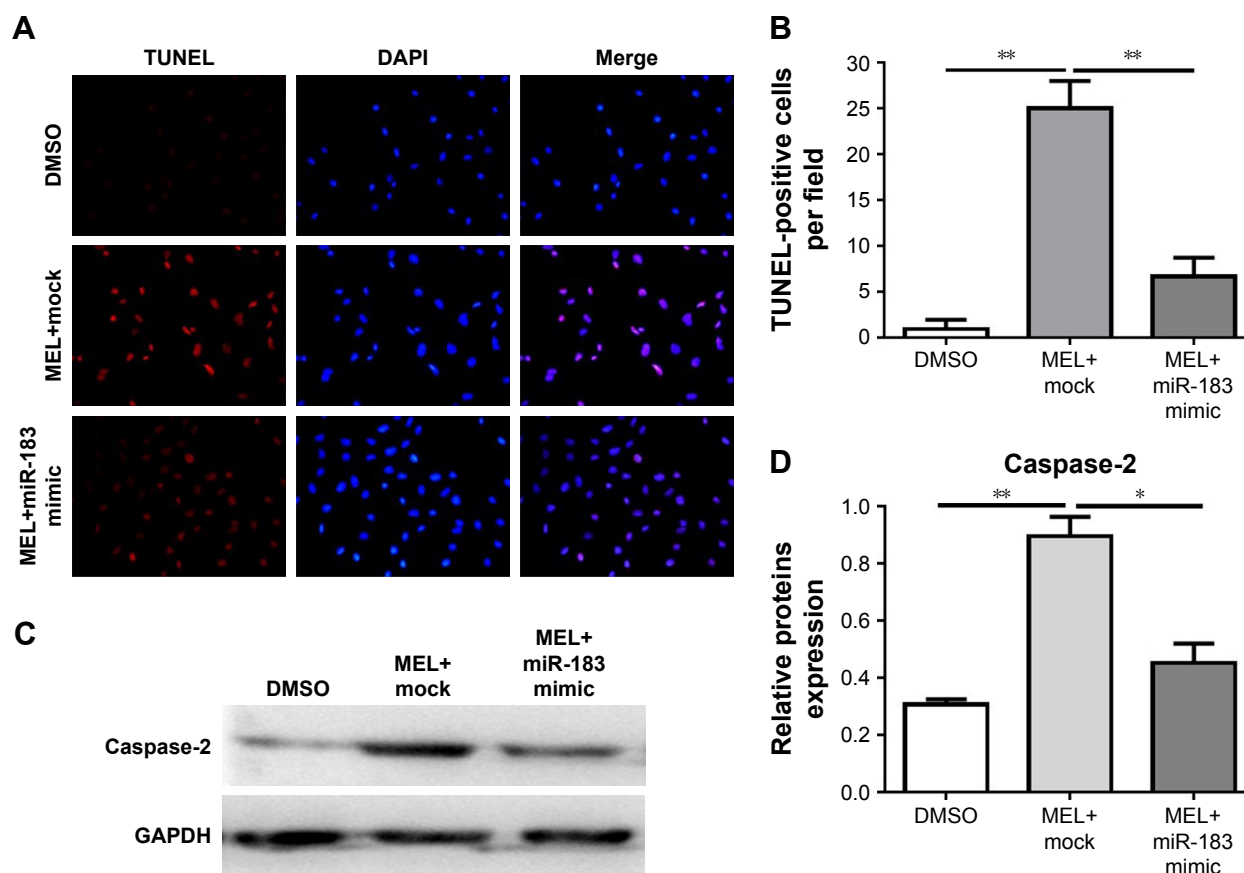 A
TUNEL
DAPI
Merge
DMSO
MEL+mock
MEL+miR-183
mimic
B
TUNEL-positive cells
per field
30
25
20
15
10
5
0
**
**
DMSO
MEL+
mock
MEL+
miR-183
mimic
C
DMSO
MEL+
mock
MEL+
miR-183
mimic
Caspase-2
GAPDH
D
Caspase-2
Relative proteins
expression
1.0
0.8
0.6
0.4
0.2
0.0
**
*
DMSO
MEL+
mock
MEL+
miR-183
mimic